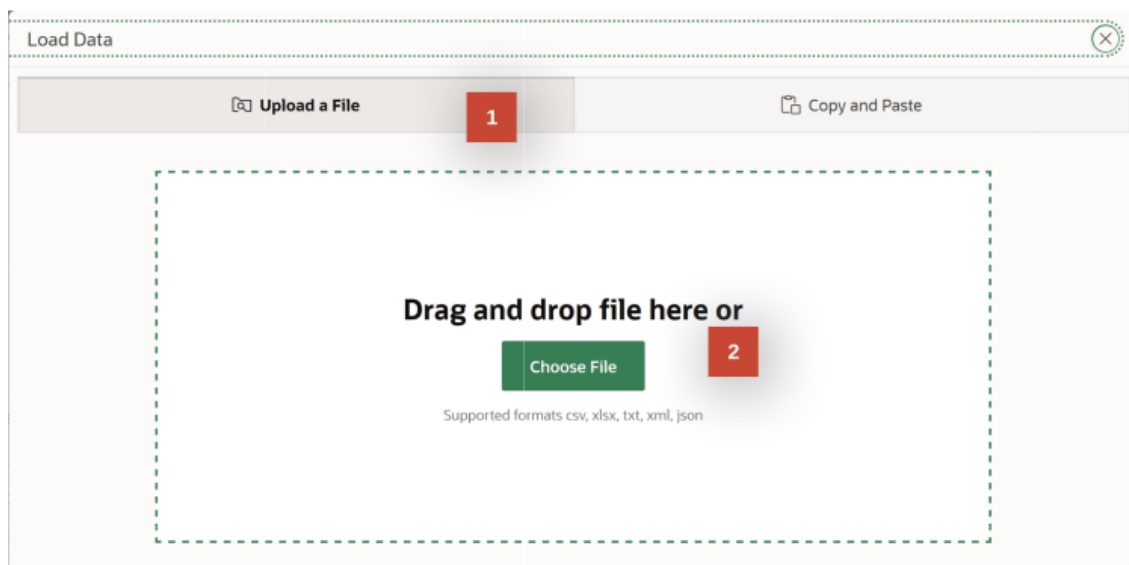 Load Data
Upload a File
1
Copy and Paste
Drag and drop file here or
2
Choose File
Supported formats csv, xlsx, txt, xml, json